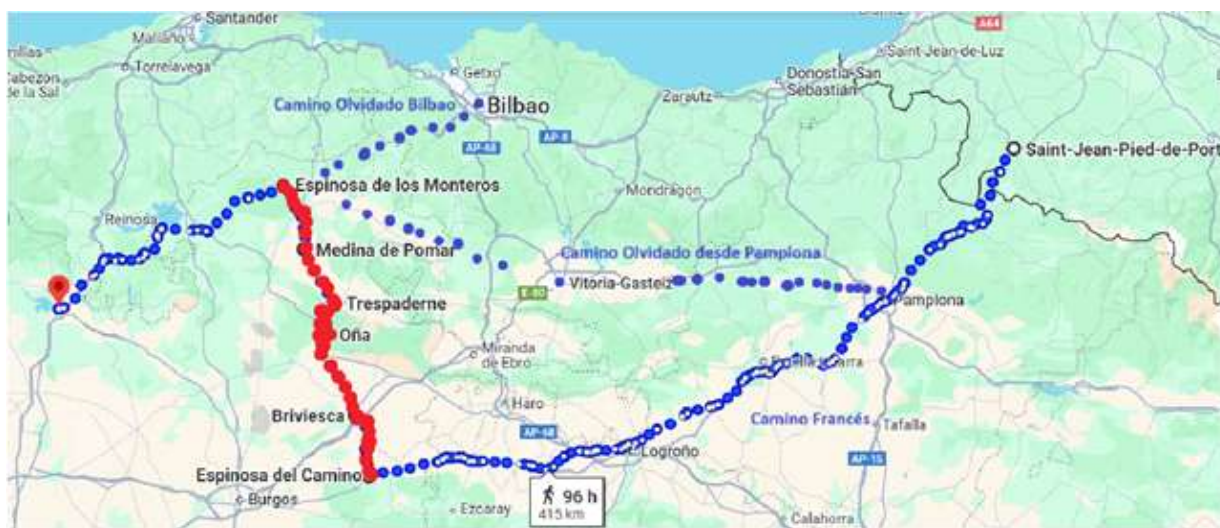 Santander
Maliaño
Torrelavega
Cabezón
de la Sal
Getxo
Bilbao
Camino Olvidado Bilbao
AP-68
AP-8
Zarautz
Donostia-San
Sebastián
Saint-Jean-de-Luz
A64
Saint-Jean-Pied-de-Port
Mondragon
Espinosa de los Monteros
Reinosa
Medina de Pomar
Camino Olvidado desde Pamplona
Vitoria-Gasteiz
E-80
Pamplona
Trespaderne
Oña
Miranda
de Ebro
Haro
Briviesca
AP-68
Camino Francés
Tafalla
AP-15
Logroño
Espinosa del Camino
Burgos
Ezcaray
96 h
415 km
Calahorra